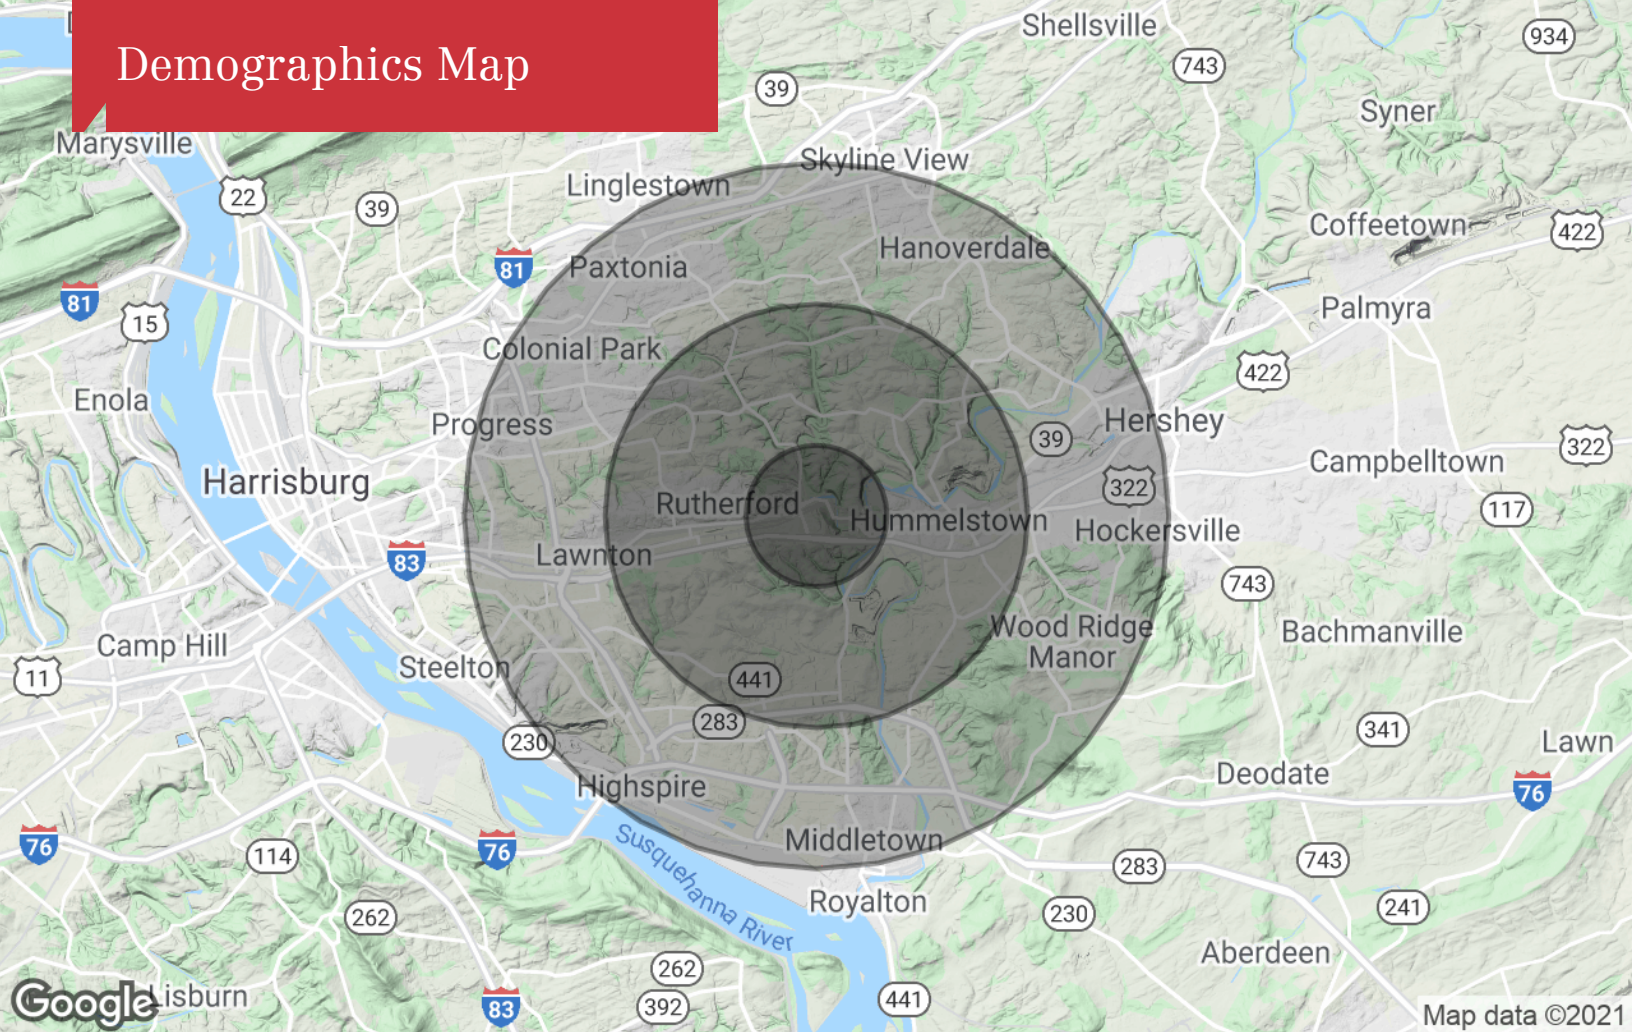 Demographics Map
Shellsville
934
743
39
Syner
Marysville
Skyline View
Linglestown
22
39
Coffeetown
422
Hanoverdale
81
Paxtonia
81
15
Palmyra
Colonial Park
422
Enola
Progress
Hershey
39
322
Campbelltown
Harrisburg
322
Rutherford
117
Hummelstown
Hockersville
83
Lawnton
743
Wood Ridge
Manor
Bachmanville
Camp Hill
Steelton
11
441
283
341
230
Lawn
Deodate
Highspire
76
76
76
Middletown
114
283
743
Susquehanna River
Royalton
262
230
241
Aberdeen
262
Google
Lisburn
83
392
441
Map data ©2021